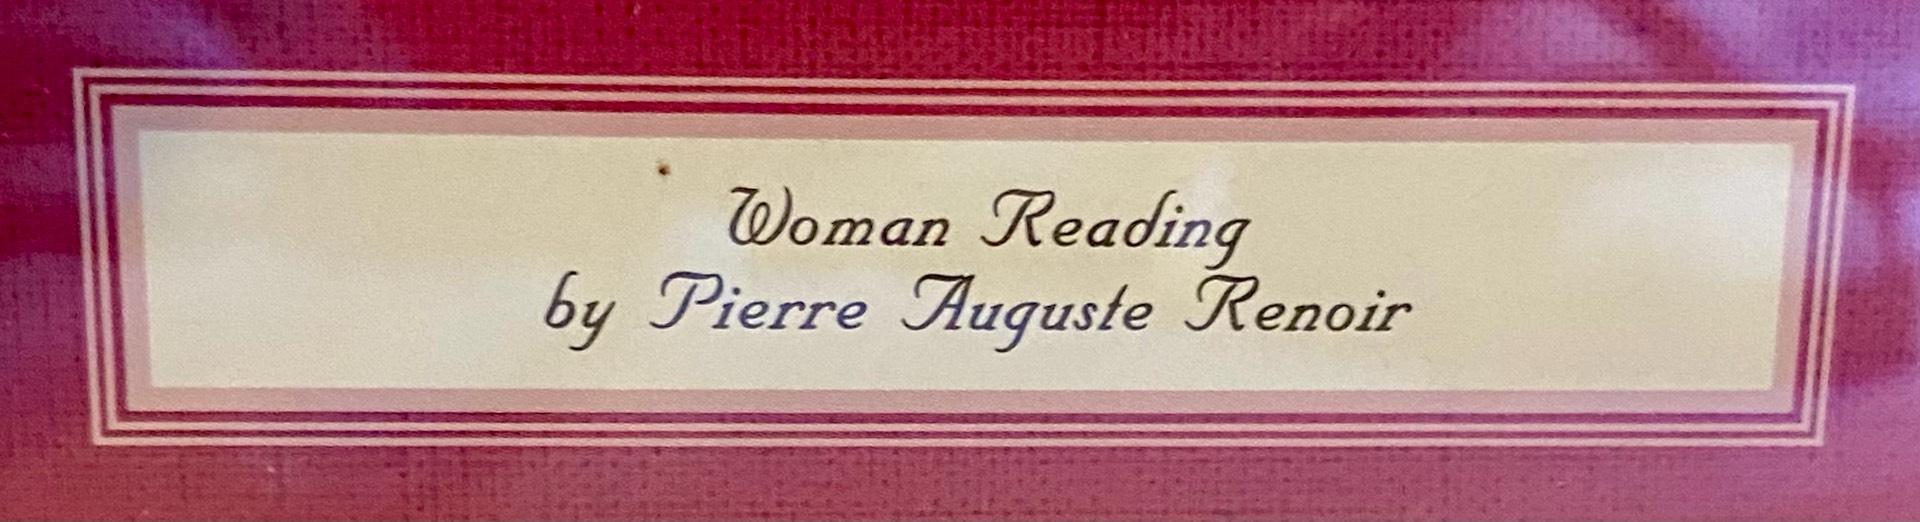 Woman Reading
by Pierre Auguste Renoir